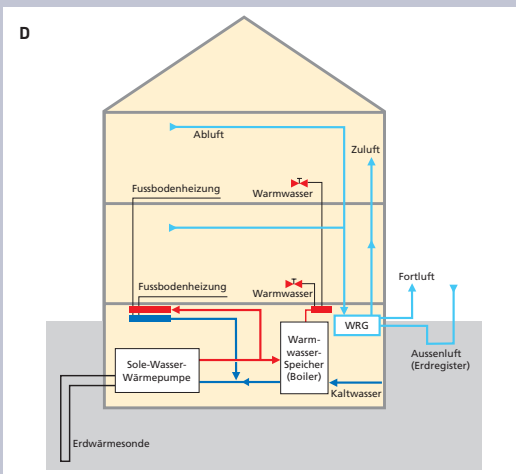 D
Abluft
Zuluft
Fussbodenheizung
Warmwasser
Fussbodenheizung
Warmwasser
Fortluft
WRG
Warm-
wasser-
Speicher
(Boiler)
Aussenluft
(Erdregister)
Sole-Wasser-
Wärmepumpe
Kaltwasser
Erdwärmesonde